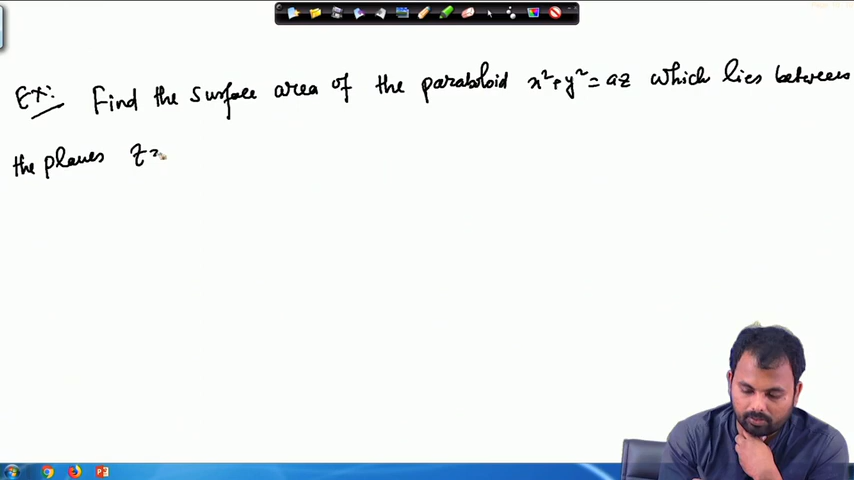 Ex: Find the surface area of the paraboloid x²+y²=az which lies between
the planes z=